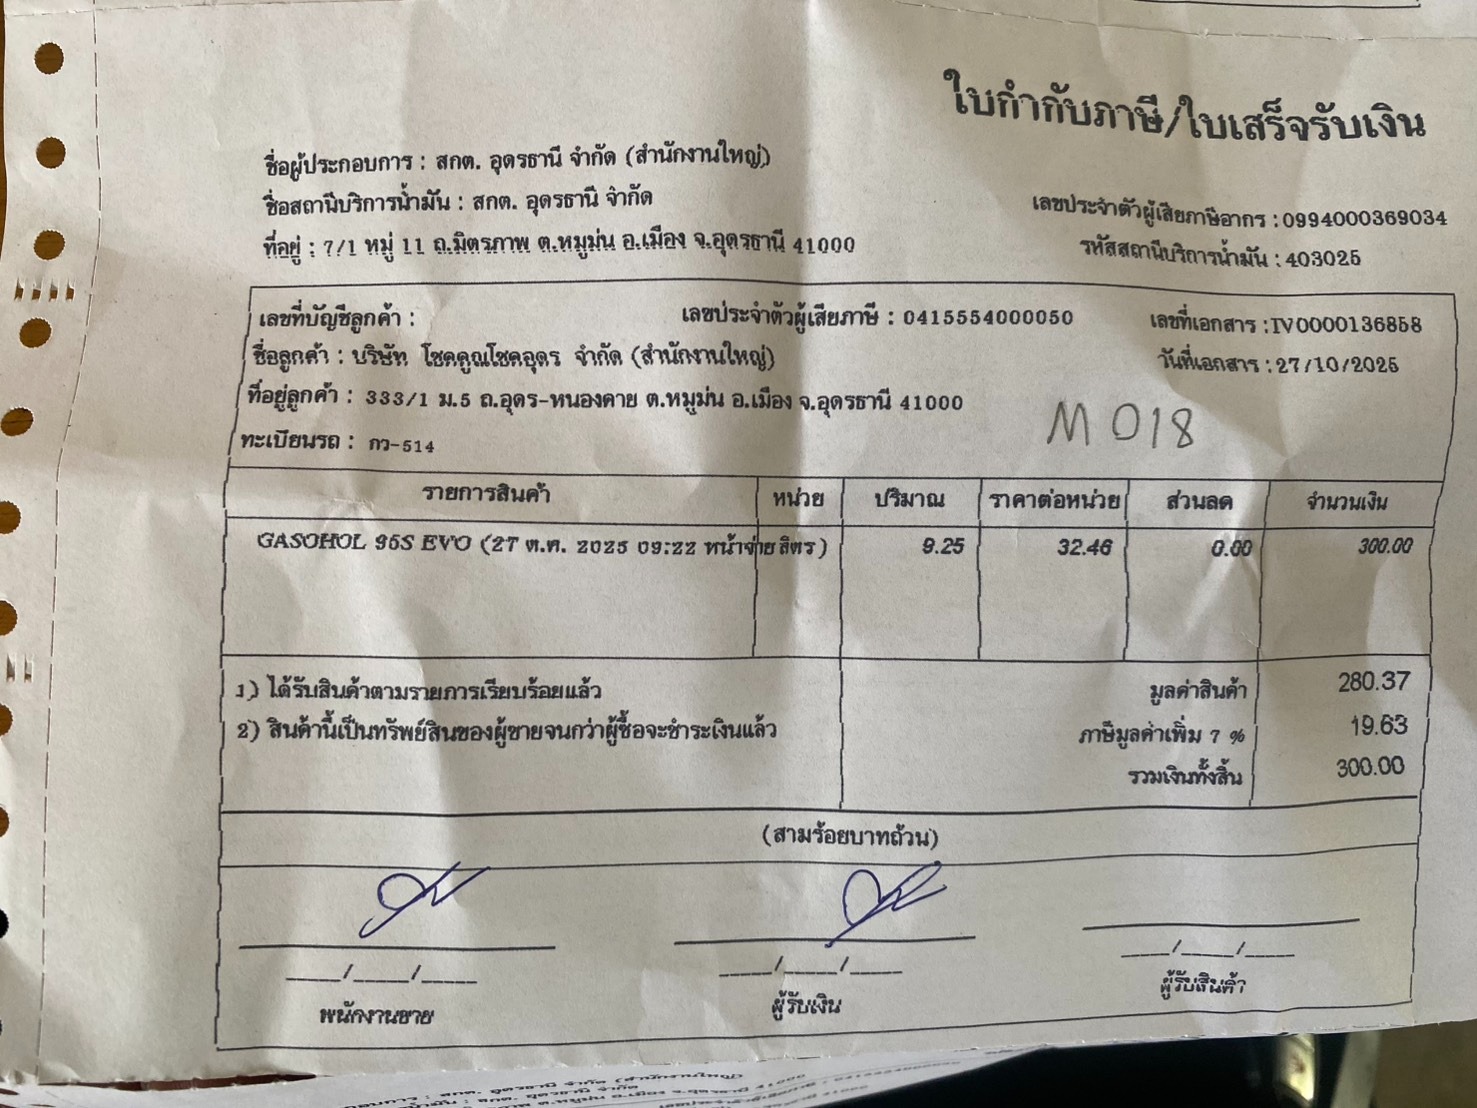 ใบกำกับภาษี/ใบเสร็จรับเงิน
ชื่อผู้ประกอบการ : สกต. อุดรธานี จำกัด (สำนักงานใหญ่)
ชื่อสถานีบริการน้ำมัน : สกต. อุดรธานี จำกัด
เลขประจำตัวผู้เสียภาษีอากร : 0994000369034
ที่อยู่ : 7/1 หมู่ 11 ถ.มิตรภาพ ต.หมูม่น อ.เมือง จ.อุดรธานี 41000
รหัสสถานีบริการน้ำมัน : 403025
เลขที่บัญชีลูกค้า : เลขประจำตัวผู้เสียภาษี : 0415554000050 เลขที่เอกสาร : IV0000136858
ชื่อลูกค้า : บริษัท โชคคูณโชคอุดร จำกัด (สำนักงานใหญ่) วันที่เอกสาร : 27/10/2025
ที่อยู่ลูกค้า : 333/1 ม.5 ถ.อุดร-หนองคาย ต.หมูม่น อ.เมือง จ.อุดรธานี 41000
M 018
ทะเบียนรถ : กว-514
รายการสินค้า หน่วย ปริมาณ ราคาต่อหน่วย ส่วนลด จำนวนเงิน
GASOHOL 95S EVO (27 ต.ค. 2025 09:22 หน้าจ่าย ลิตร ) 9.25 32.46 0.00 300.00
1) ได้รับสินค้าตามรายการเรียบร้อยแล้ว มูลค่าสินค้า 280.37
2) สินค้านี้เป็นทรัพย์สินของผู้ขายจนกว่าผู้ซื้อจะชำระเงินแล้ว ภาษีมูลค่าเพิ่ม 7 % 19.63
รวมเงินทั้งสิ้น 300.00
(สามร้อยบาทถ้วน)
____/____/____ ____/____/____ ____/____/____
พนักงานขาย ผู้รับเงิน ผู้รับสินค้า